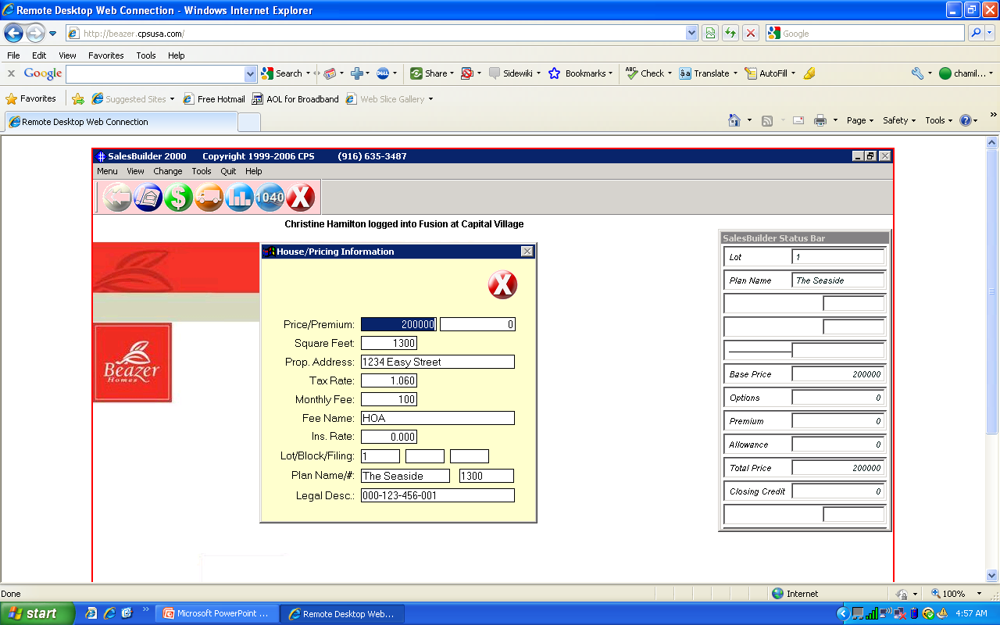 Remote Desktop Web Connection - Windows Internet Explorer
http://beazer.cpsusa.com/
Google
File Edit View Favorites Tools Help
x Google Search Share Sidewiki Bookmarks ABC Check Translate AutoFill chamil...
Favorites Suggested Sites Free Hotmail AOL for Broadband Web Slice Gallery
Remote Desktop Web Connection
Page Safety Tools
SalesBuilder 2000 Copyright 1999-2006 CPS (916) 635-3487
Menu View Change Tools Quit Help
$ 1040 X
Christine Hamilton logged into Fusion at Capital Village
Beazer
Homes
House/Pricing Information
X
Price/Premium: 200000 0
Square Feet: 1300
Prop. Address: 1234 Easy Street
Tax Rate: 1.060
Monthly Fee: 100
Fee Name: HOA
Ins. Rate: 0.000
Lot/Block/Filing: 1
Plan Name/#: The Seaside 1300
Legal Desc.: 000-123-456-001
SalesBuilder Status Bar
Lot 1
Plan Name The Seaside
Base Price 200000
Options 0
Premium 0
Allowance 0
Total Price 200000
Closing Credit 0
Done
Internet
100%
start
Microsoft PowerPoint ...
Remote Desktop Web...
4:57 AM